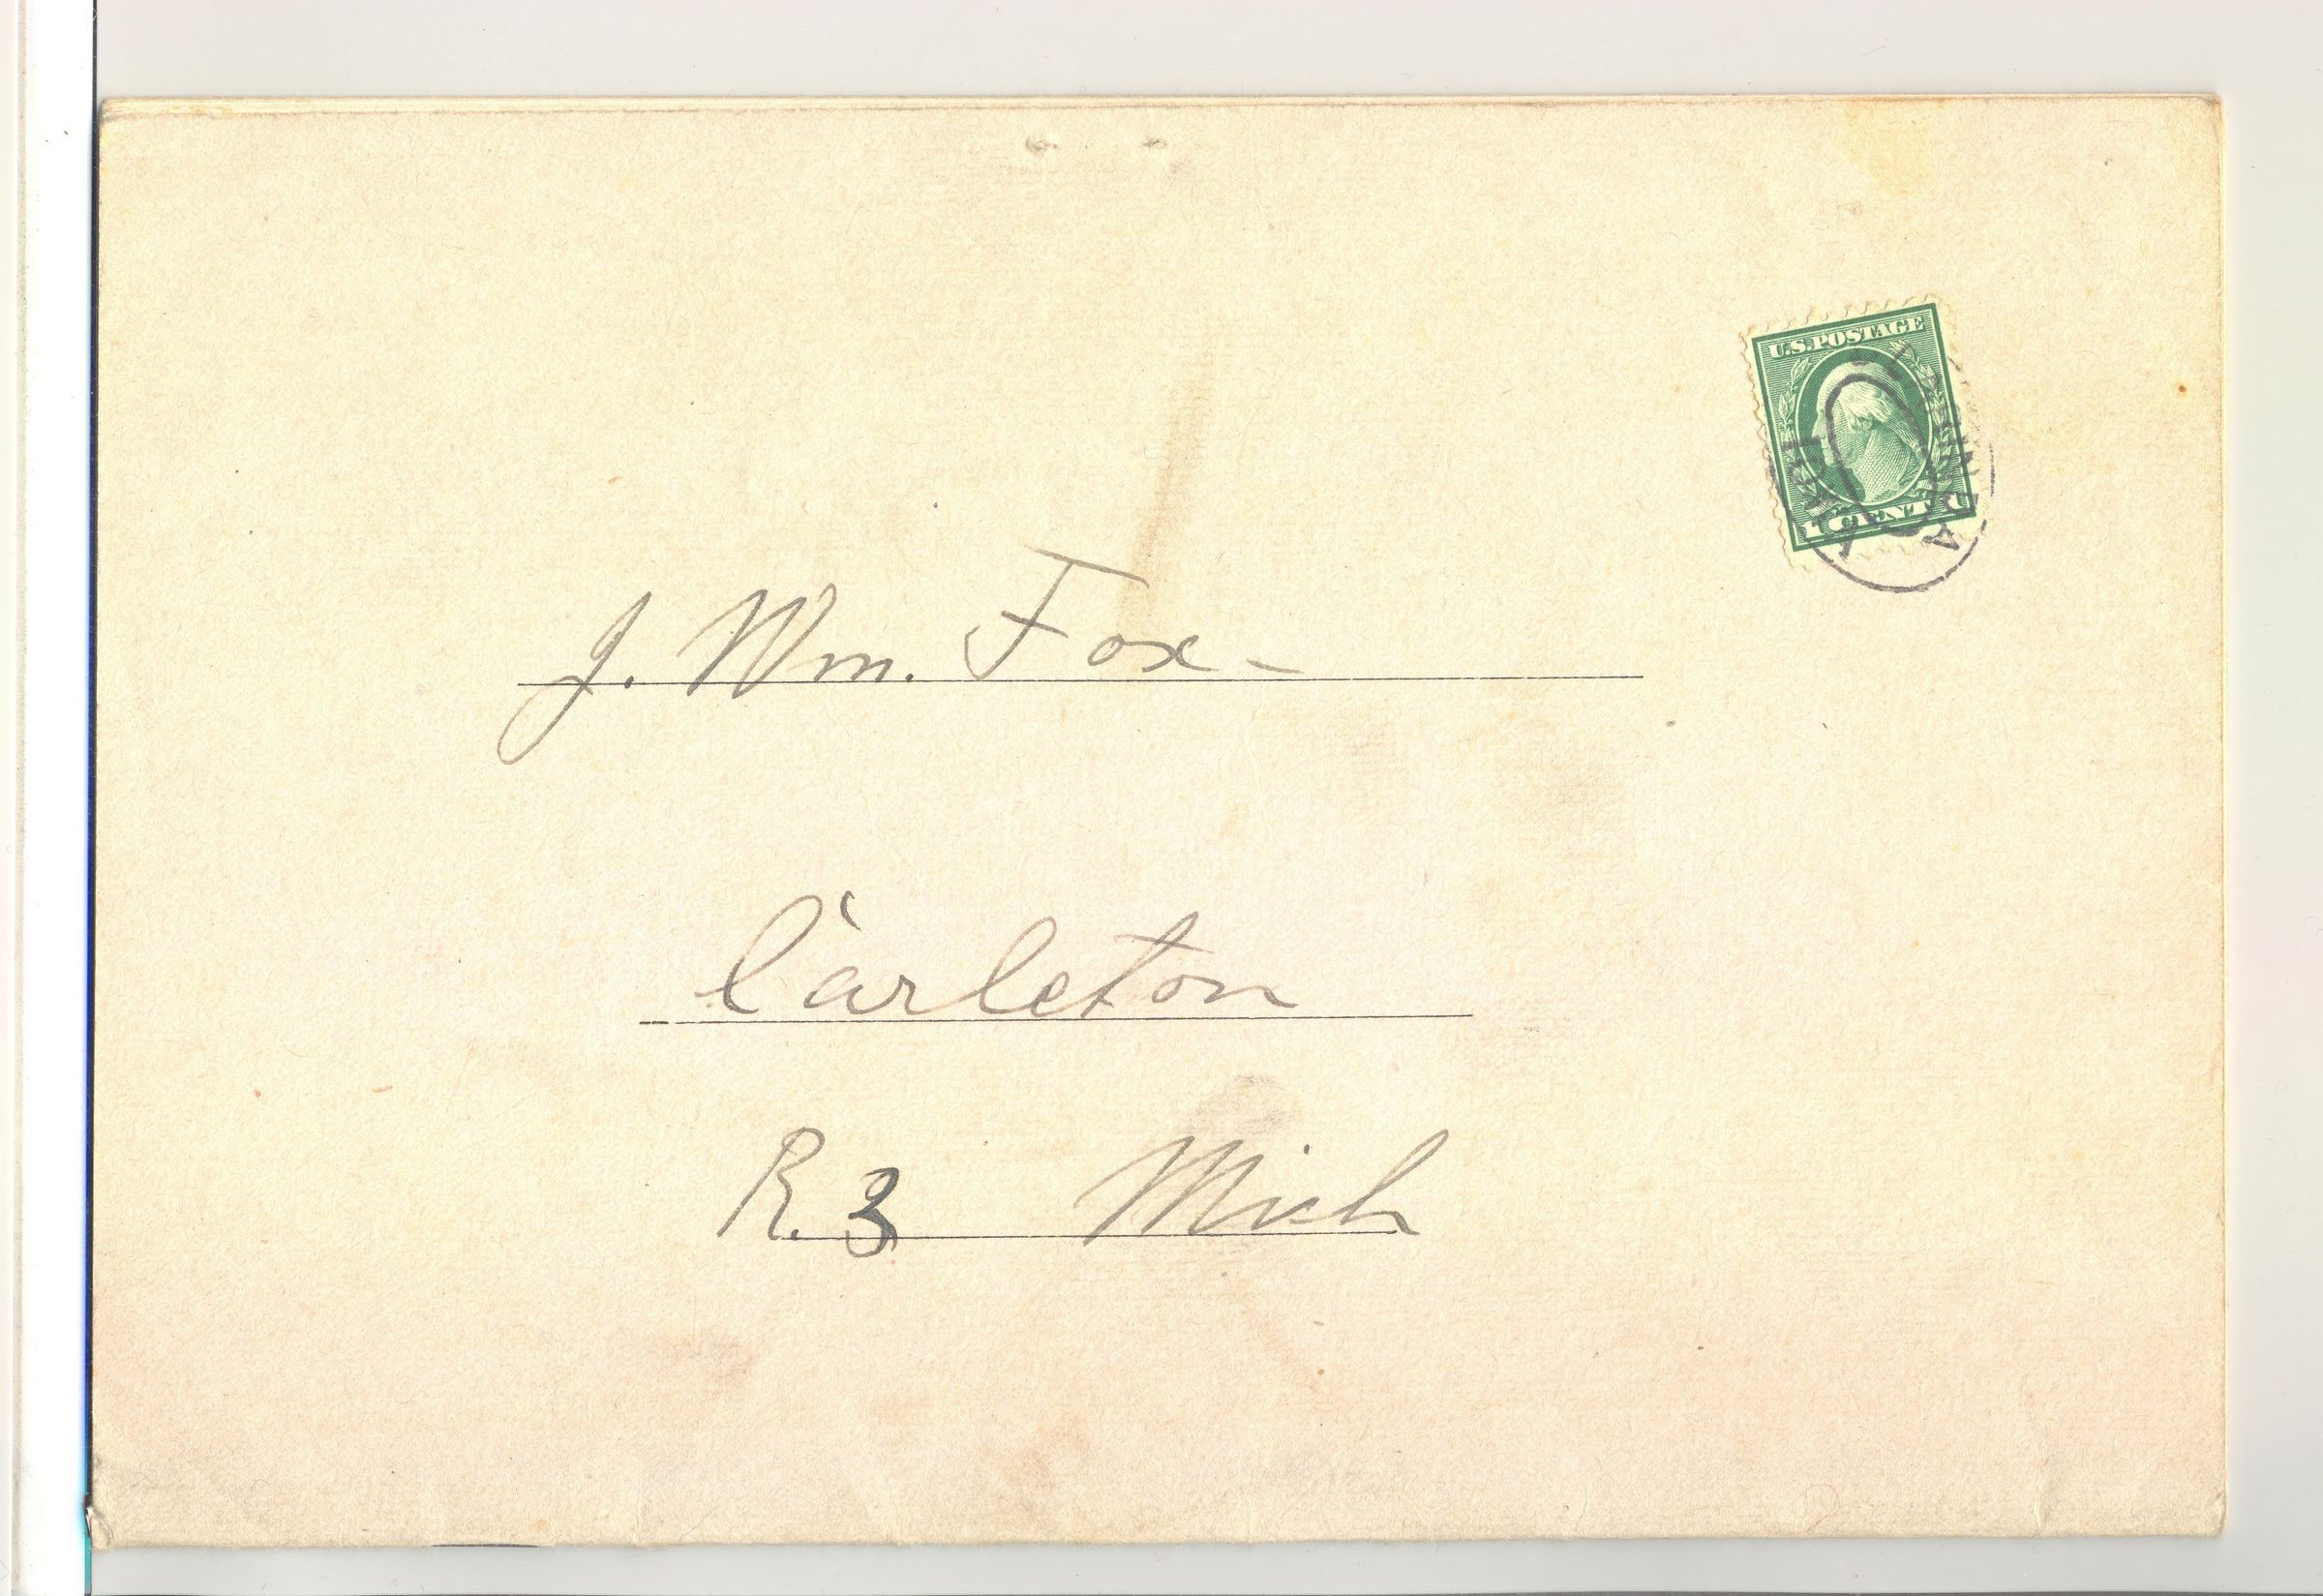 U.S. POSTAGE
1 CENT 1
J. Wm. Fox -
Carleton
R. 3 Mich